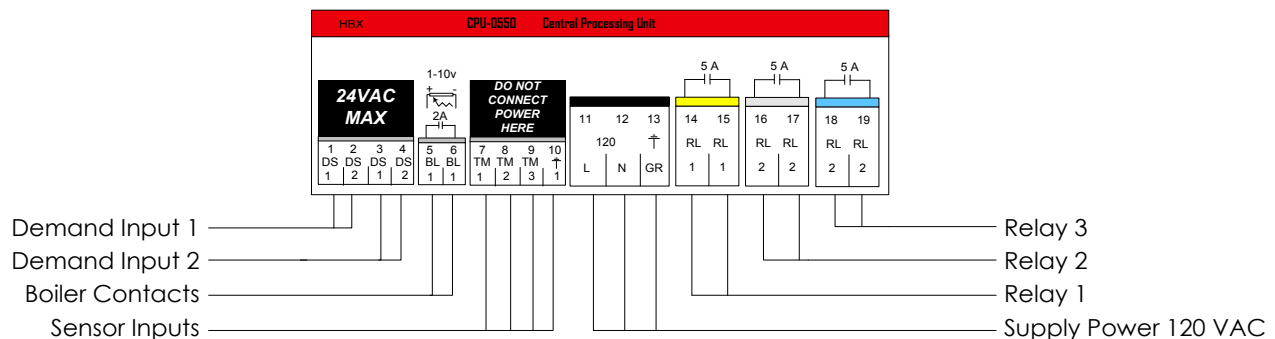 HBX CPU-0550 Central Processing Unit
24VAC
MAX
1-10v
+ -
2A
DO NOT
CONNECT
POWER
HERE
5 A 5 A 5 A
1 2 3 4 5 6 7 8 9 10 11 12 13 14 15 16 17 18 19
DS DS DS DS BL BL TM TM TM 120 RL RL RL RL RL RL
1 2 1 2 1 1 1 2 3 1 L N GR 1 1 2 2 2 2
Demand Input 1
Demand Input 2
Boiler Contacts
Sensor Inputs
Relay 3
Relay 2
Relay 1
Supply Power 120 VAC